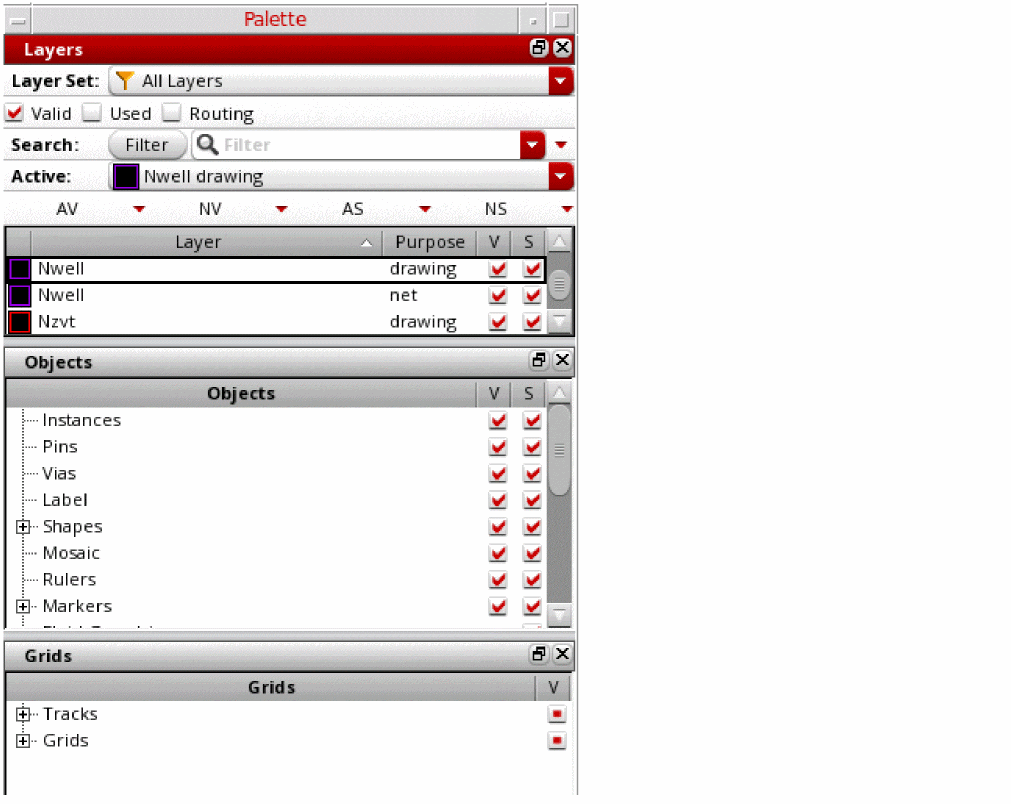 Palette
Layers
Layer Set: All Layers
Valid Used Routing
Search: Filter Filter
Active: Nwell drawing
AV NV AS NS
Layer Purpose V S
Nwell drawing
Nwell net
Nzvt drawing
Objects
Objects V S
Instances
Pins
Vias
Label
Shapes
Mosaic
Rulers
Markers
Grids
Grids V
Tracks
Grids